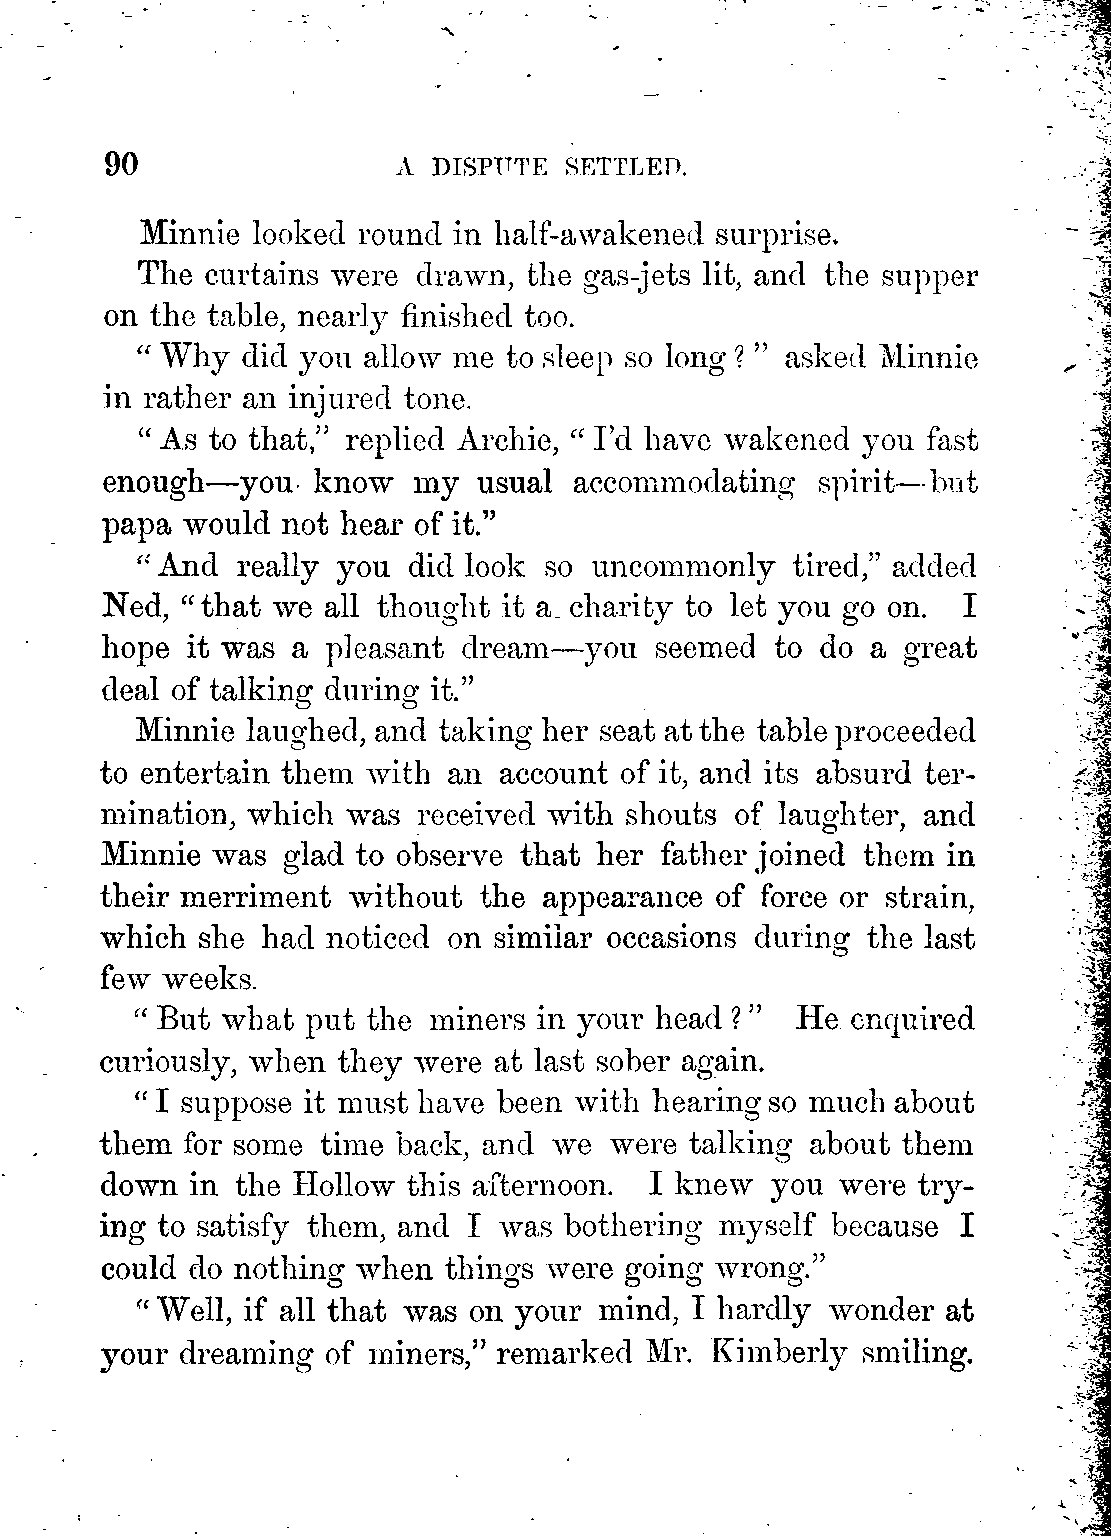 90 A DISPUTE SETTLED.
Minnie looked round in half-awakened surprise.
The curtains were drawn, the gas-jets lit, and the supper
on the table, nearly finished too.
“Why did you allow me to sleep so long?” asked Minnie
in rather an injured tone.
“As to that,” replied Archie, “I’d have wakened you fast
enough—you know my usual accommodating spirit—but
papa would not hear of it.”
“And really you did look so uncommonly tired,” added
Ned, “that we all thought it a charity to let you go on. I
hope it was a pleasant dream—you seemed to do a great
deal of talking during it.”
Minnie laughed, and taking her seat at the table proceeded
to entertain them with an account of it, and its absurd ter-
mination, which was received with shouts of laughter, and
Minnie was glad to observe that her father joined them in
their merriment without the appearance of force or strain,
which she had noticed on similar occasions during the last
few weeks.
“But what put the miners in your head?” He enquired
curiously, when they were at last sober again.
“I suppose it must have been with hearing so much about
them for some time back, and we were talking about them
down in the Hollow this afternoon. I knew you were try-
ing to satisfy them, and I was bothering myself because I
could do nothing when things were going wrong.”
“Well, if all that was on your mind, I hardly wonder at
your dreaming of miners,” remarked Mr. Kimberly smiling.